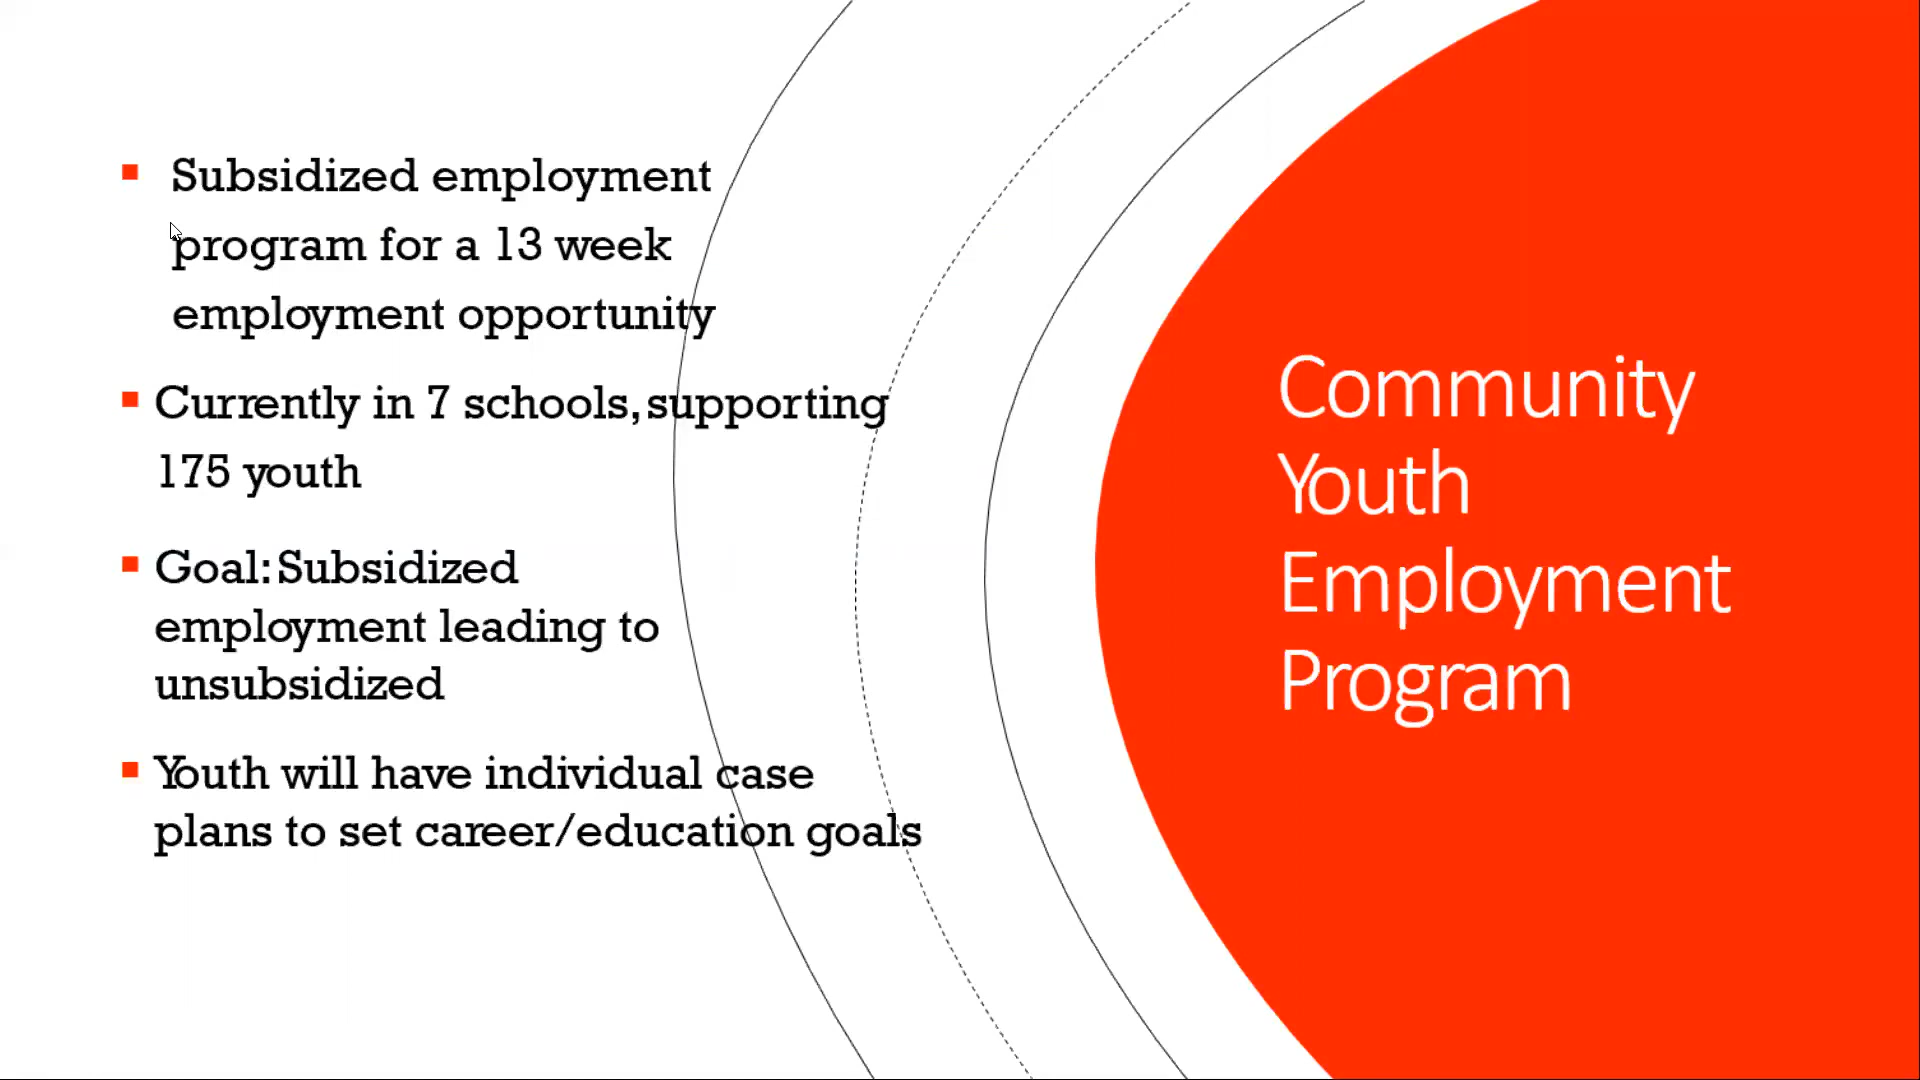 Subsidized employment
program for a 13 week
employment opportunity
Currently in 7 schools, supporting
175 youth
Goal: Subsidized
employment leading to
unsubsidized
Youth will have individual case
plans to set career/education goals
Community
Youth
Employment
Program